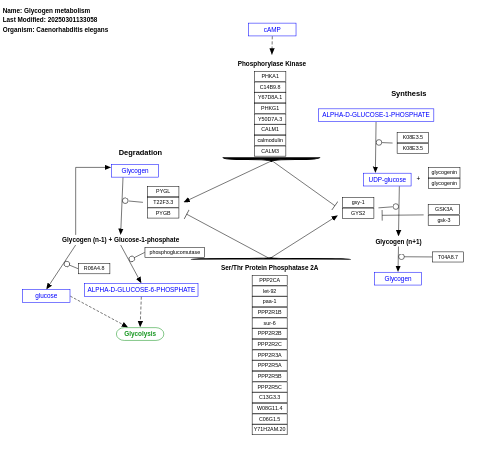 Name: Glycogen metabolism
Last Modified: 20250301133058
Organism: Caenorhabditis elegans
cAMP
Phosphorylase Kinase
PHKA1
C14B9.8
Y67D8A.1
PHKG1
Y50D7A.3
CALM1
calmodulin
CALM3
Synthesis
ALPHA-D-GLUCOSE-1-PHOSPHATE
K08E3.5
K08E3.5
UDP-glucose
+
glycogenin
glycogenin
gsy-1
GYS2
GSK3A
gsk-3
Glycogen (n+1)
T04A8.7
Glycogen
Degradation
Glycogen
PYGL
T22F3.3
PYGB
Glycogen (n-1) + Glucose-1-phosphate
phosphoglucomutase
R06A4.8
glucose
ALPHA-D-GLUCOSE-6-PHOSPHATE
Glycolysis
Ser/Thr Protein Phosphatase 2A
PPP2CA
let-92
paa-1
PPP2R1B
sur-6
PPP2R2B
PPP2R2C
PPP2R3A
PPP2R5A
PPP2R5B
PPP2R5C
C13G3.3
W08G11.4
C06G1.5
Y71H2AM.20